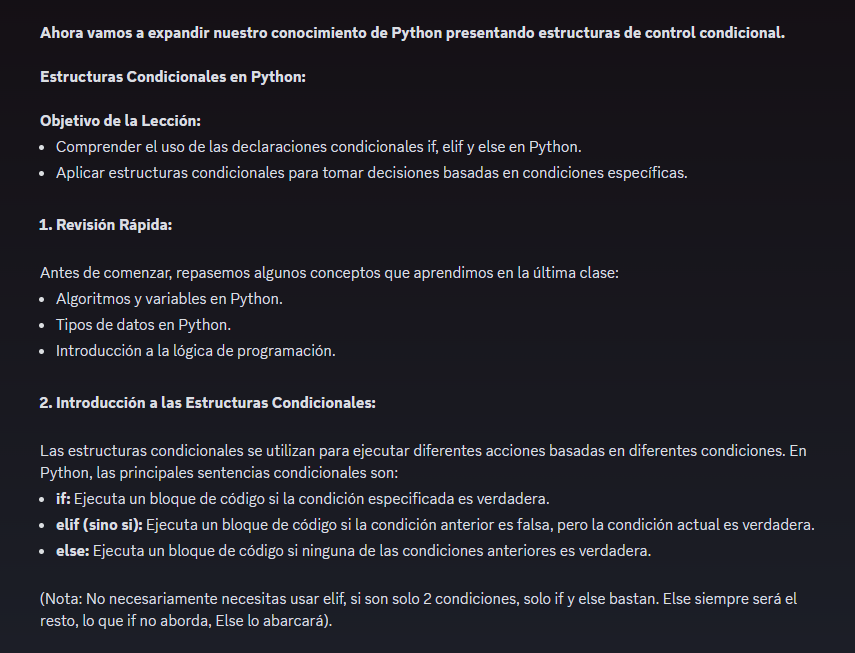 Ahora vamos a expandir nuestro conocimiento de Python presentando estructuras de control condicional.
Estructuras Condicionales en Python:
Objetivo de la Lección:
• Comprender el uso de las declaraciones condicionales if, elif y else en Python.
• Aplicar estructuras condicionales para tomar decisiones basadas en condiciones específicas.
1. Revisión Rápida:
Antes de comenzar, repasemos algunos conceptos que aprendimos en la última clase:
• Algoritmos y variables en Python.
• Tipos de datos en Python.
• Introducción a la lógica de programación.
2. Introducción a las Estructuras Condicionales:
Las estructuras condicionales se utilizan para ejecutar diferentes acciones basadas en diferentes condiciones. En
Python, las principales sentencias condicionales son:
• if: Ejecuta un bloque de código si la condición especificada es verdadera.
• elif (sino si): Ejecuta un bloque de código si la condición anterior es falsa, pero la condición actual es verdadera.
• else: Ejecuta un bloque de código si ninguna de las condiciones anteriores es verdadera.
(Nota: No necesariamente necesitas usar elif, si son solo 2 condiciones, solo if y else bastan. Else siempre será el
resto, lo que if no aborda, Else lo abarcará).